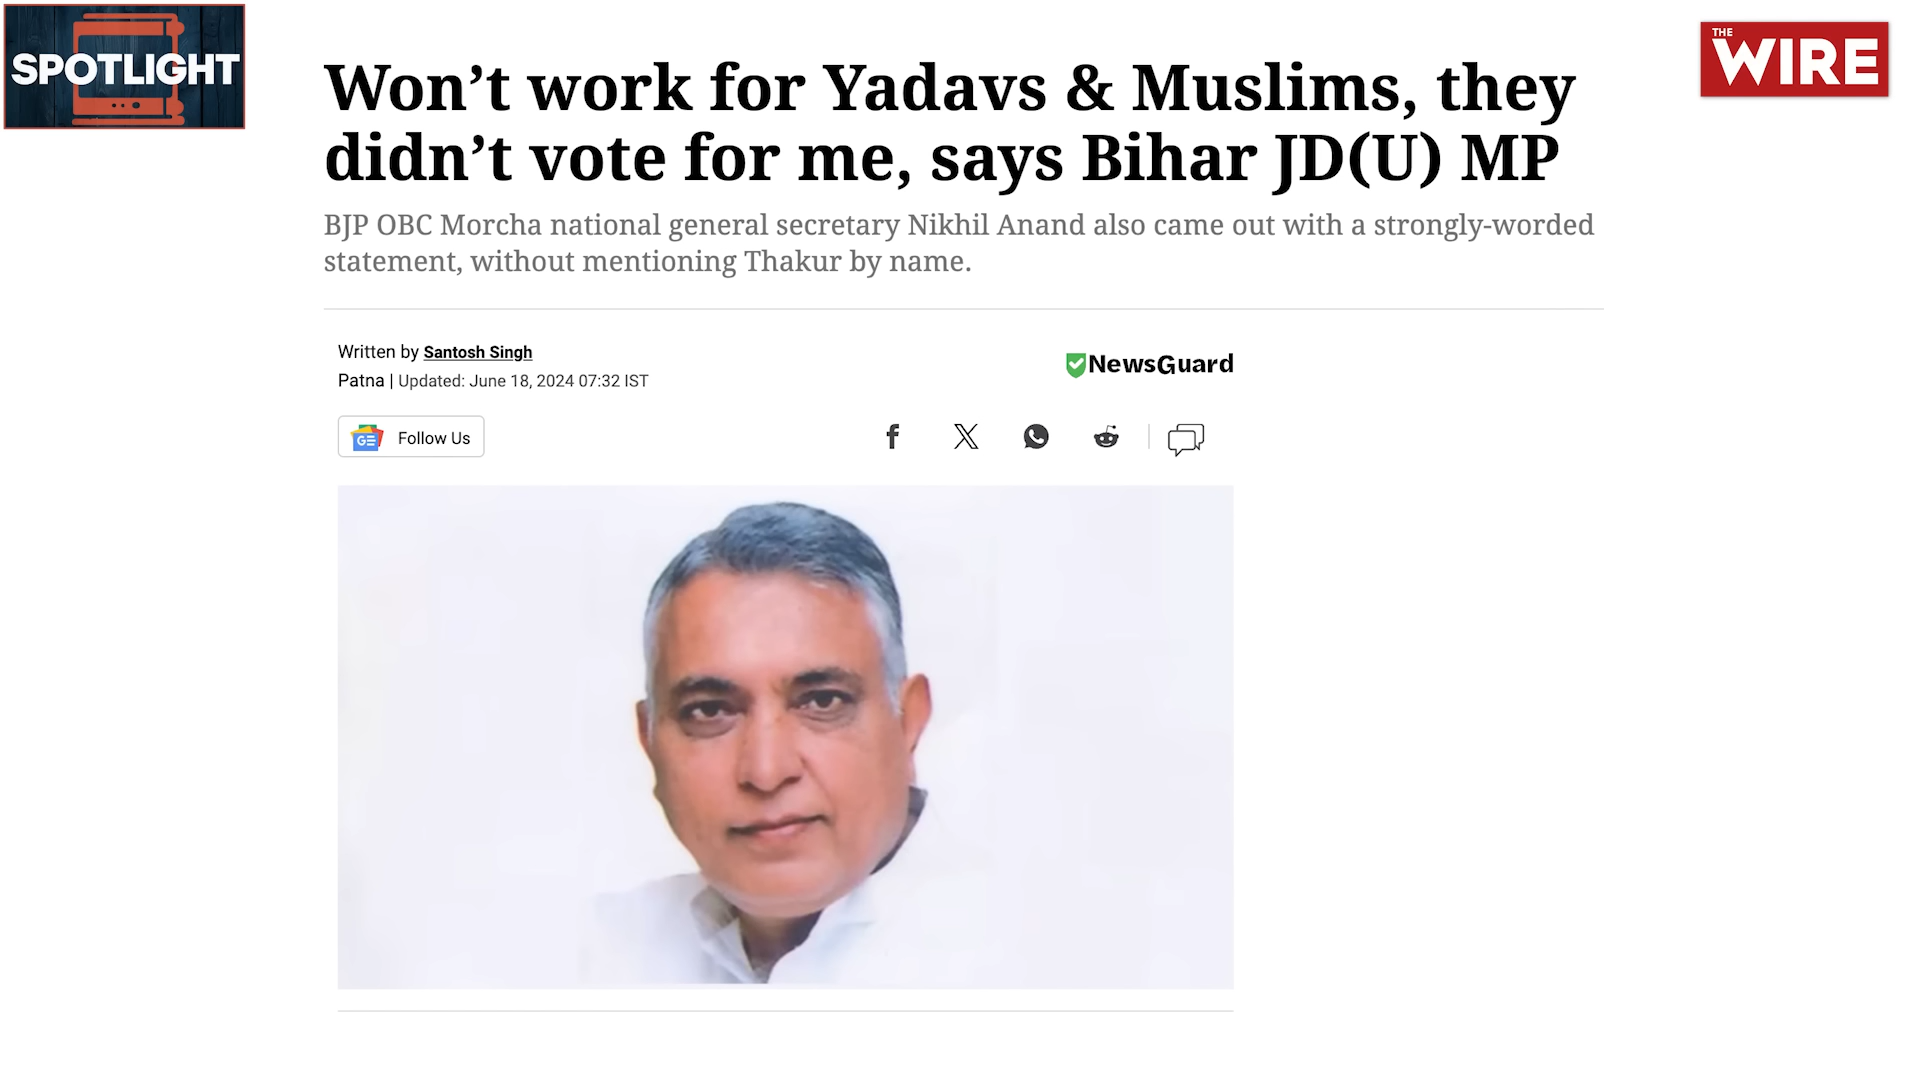 SPOTLIGHT
THE
WIRE
Won’t work for Yadavs & Muslims, they
didn’t vote for me, says Bihar JD(U) MP
BJP OBC Morcha national general secretary Nikhil Anand also came out with a strongly-worded
statement, without mentioning Thakur by name.
Written by Santosh Singh
NewsGuard
Patna | Updated: June 18, 2024 07:32 IST
GE Follow Us